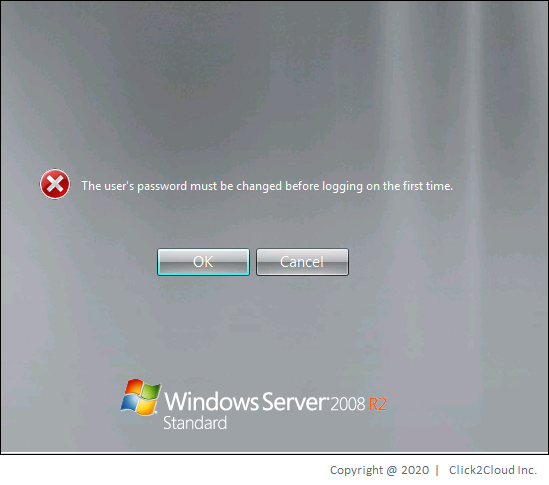 The user's password must be changed before logging on the first time.
OK Cancel
Windows Server 2008 R2
Standard
Copyright @ 2020 | Click2Cloud Inc.